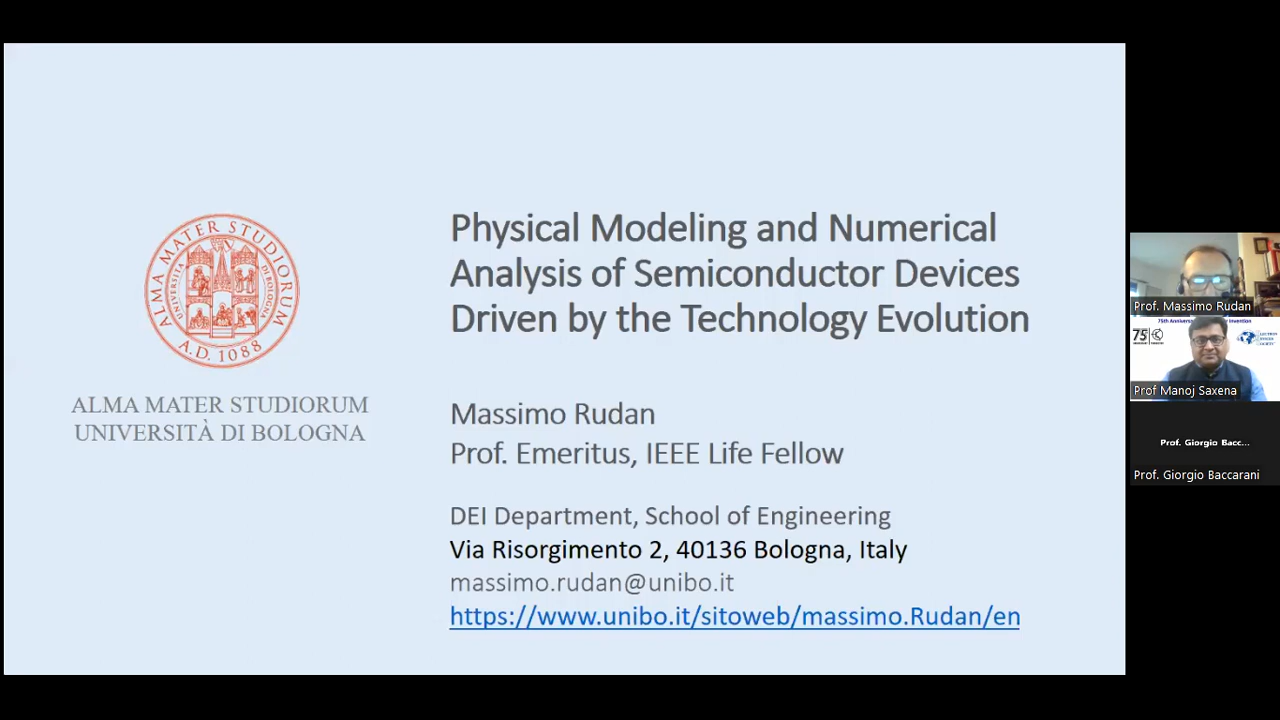 ALMA MATER STUDIORUM
A.D. 1088
ALMA MATER STUDIORUM
UNIVERSITÀ DI BOLOGNA
Physical Modeling and Numerical
Analysis of Semiconductor Devices
Driven by the Technology Evolution
Massimo Rudan
Prof. Emeritus, IEEE Life Fellow
DEI Department, School of Engineering
Via Risorgimento 2, 40136 Bologna, Italy
massimo.rudan@unibo.it
https://www.unibo.it/sitoweb/massimo.Rudan/en
Prof. Massimo Rudan
75th Anniversary
75
Prof Manoj Saxena
Prof. Giorgio Bacc...
Prof. Giorgio Baccarani